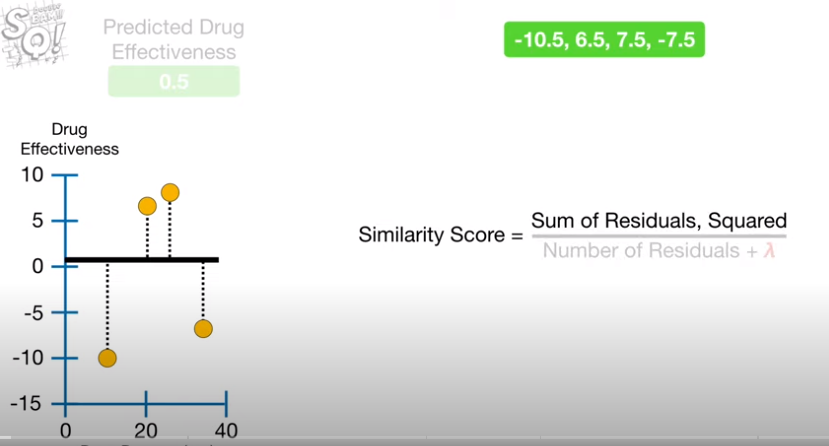 Predicted Drug
Effectiveness
0.5
-10.5, 6.5, 7.5, -7.5
Drug
Effectiveness
10
5
0
-5
-10
-15
0
20
40
Similarity Score =
Sum of Residuals, Squared
Number of Residuals + λ